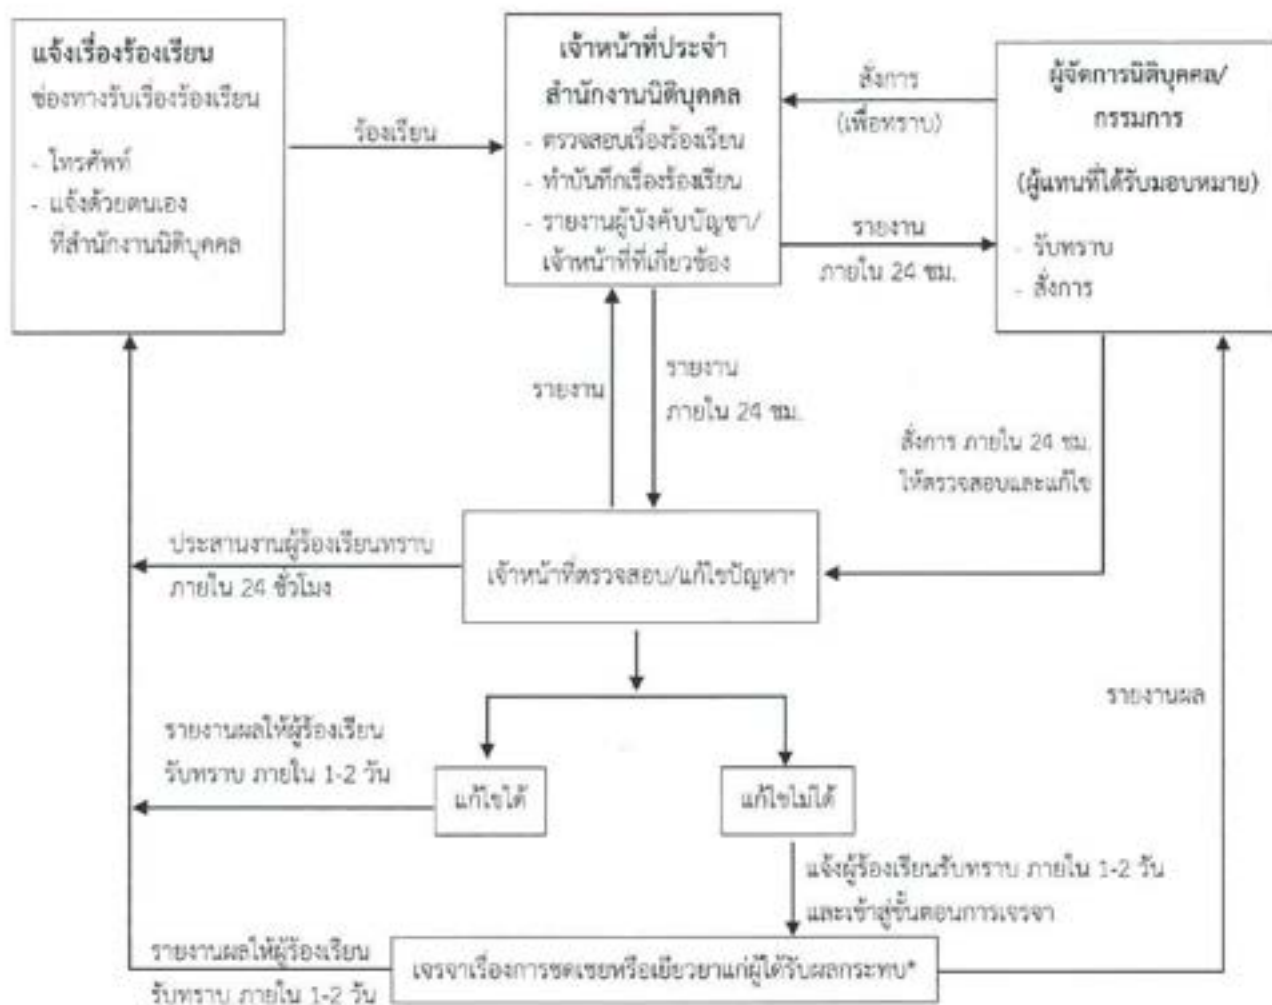 แจ้งเรื่องร้องเรียน
ช่องทางรับเรื่องร้องเรียน
- โทรศัพท์
- แจ้งด้วยตนเอง
ที่สำนักงานนิติบุคคล
ร้องเรียน
เจ้าหน้าที่ประจำ
สำนักงานนิติบุคคล
- ตรวจสอบเรื่องร้องเรียน
- ทำบันทึกเรื่องร้องเรียน
- รายงานผู้บังคับบัญชา/
เจ้าหน้าที่ที่เกี่ยวข้อง
สั่งการ
(เพื่อทราบ)
รายงาน
ภายใน 24 ชม.
ผู้จัดการนิติบุคคล/
กรรมการ
(ผู้แทนที่ได้รับมอบหมาย)
- รับทราบ
- สั่งการ
รายงาน
รายงาน
ภายใน 24 ชม.
สั่งการ ภายใน 24 ชม.
ให้ตรวจสอบและแก้ไข
ประสานงานผู้ร้องเรียนทราบ
ภายใน 24 ชั่วโมง
เจ้าหน้าที่ตรวจสอบ/แก้ไขปัญหา*
รายงานผล
รายงานผลให้ผู้ร้องเรียน
รับทราบ ภายใน 1-2 วัน
แก้ไขได้
แก้ไขไม่ได้
แจ้งผู้ร้องเรียนรับทราบ ภายใน 1-2 วัน
และเข้าสู่ขั้นตอนการเจรจา
รายงานผลให้ผู้ร้องเรียน
รับทราบ ภายใน 1-2 วัน
เจรจาเรื่องการชดเชยหรือเยียวยาแก่ผู้ได้รับผลกระทบ*